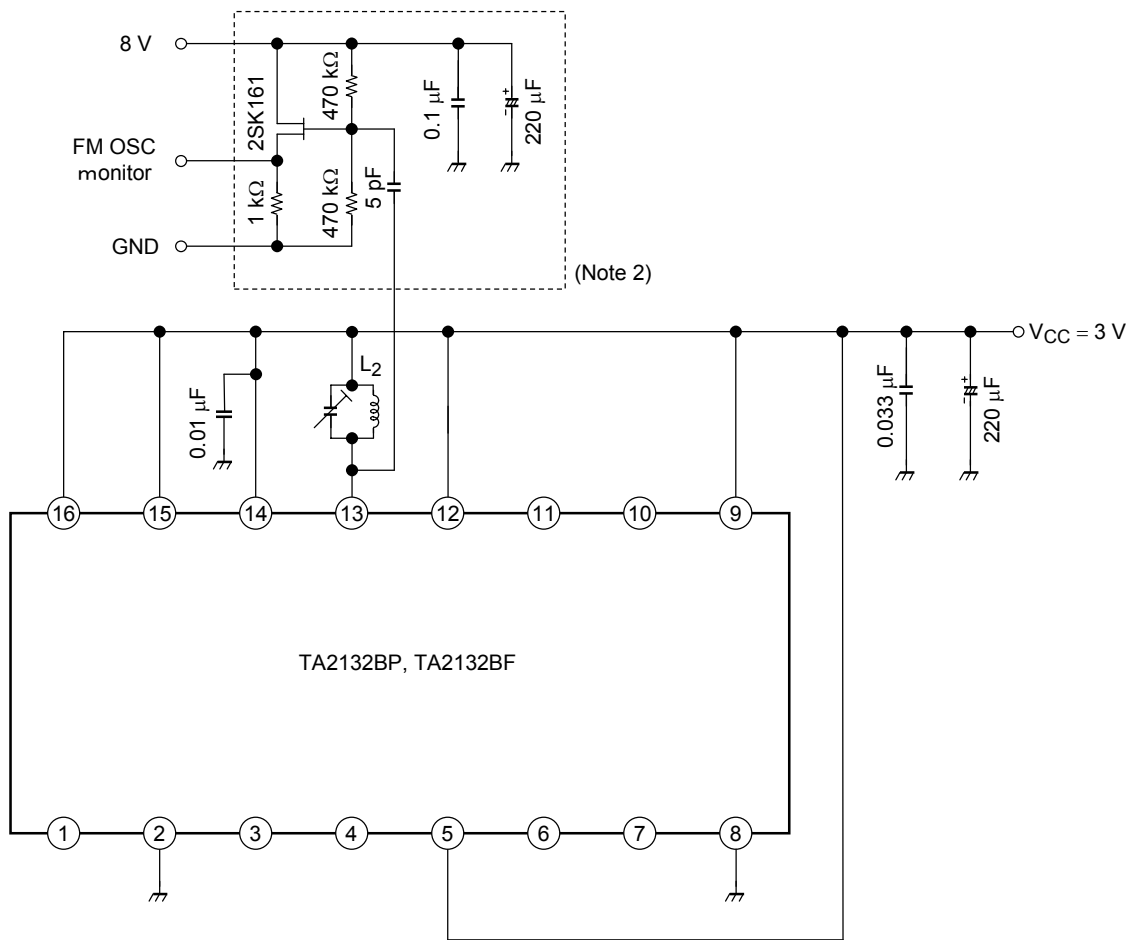 8 V
FM OSC
monitor
GND
2SK161
1 kΩ
470 kΩ
470 kΩ
5 pF
0.1 μF
220 μF
(Note 2)
VCC = 3 V
L2
0.01 μF
0.033 μF
220 μF
16 15 14 13 12 11 10 9
TA2132BP, TA2132BF
1 2 3 4 5 6 7 8